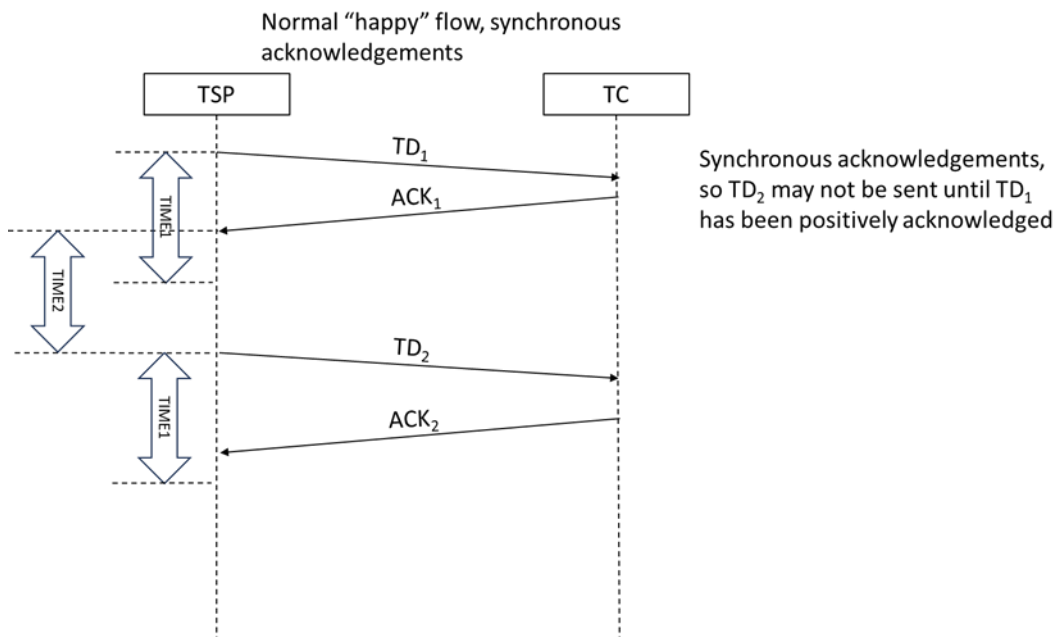 Normal “happy” flow, synchronous
acknowledgements
TSP
TC
TD₁
Synchronous acknowledgements,
so TD₂ may not be sent until TD₁
has been positively acknowledged
ACK₁
TIME1
TIME2
TD₂
TIME1
ACK₂